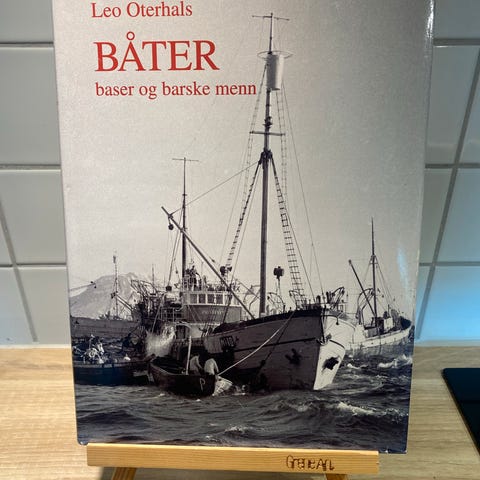 Leo Oterhals
BÅTER
baser og barske menn